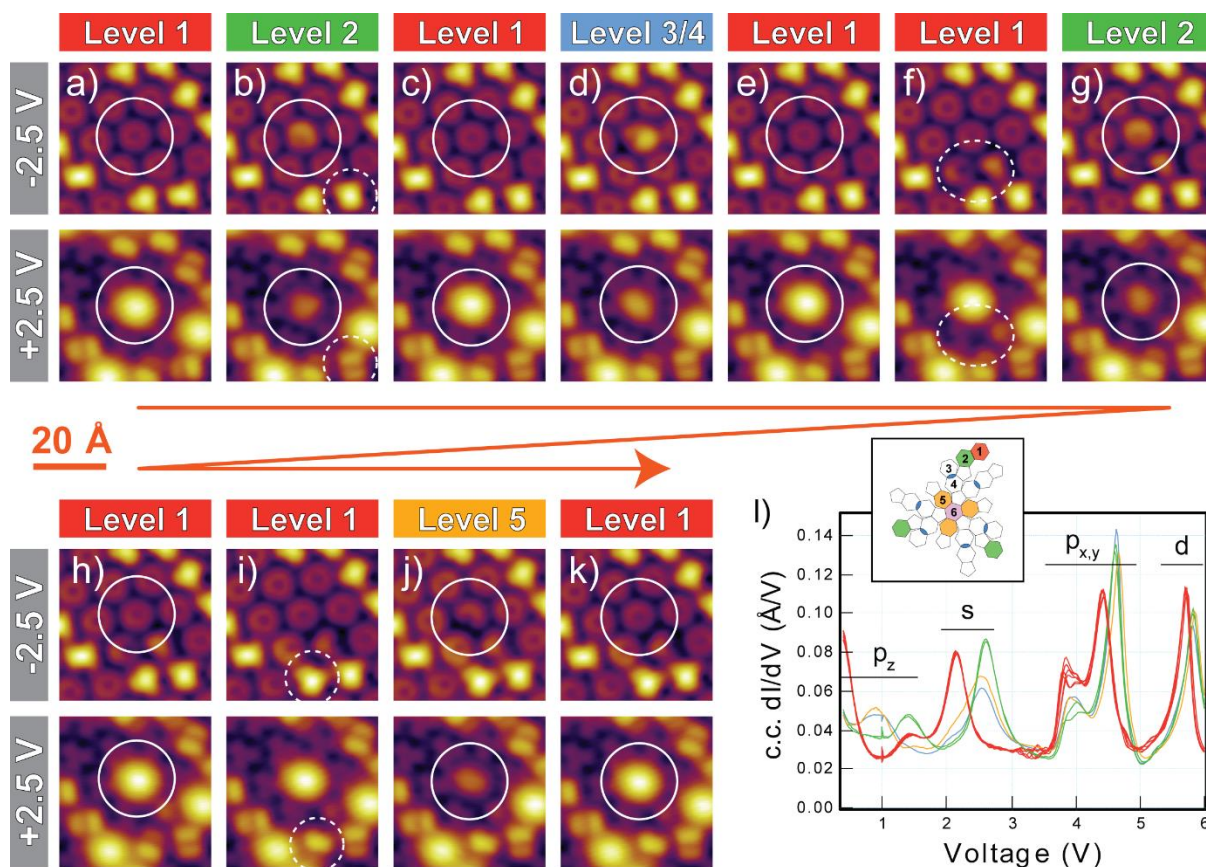 Level 1 Level 2 Level 1 Level 3/4 Level 1 Level 1 Level 2
-2.5 V a) b) c) d) e) f) g)
+2.5 V
20 Å
Level 1 Level 1 Level 5 Level 1
-2.5 V h) i) j) k)
+2.5 V
l)
1
2
3
4
5
6
c.c. dI/dV (Å/V)
0.14
0.12
0.10
0.08
0.06
0.04
0.02
0.00
p_z
s
p_x,y
d
1 2 3 4 5 6
Voltage (V)